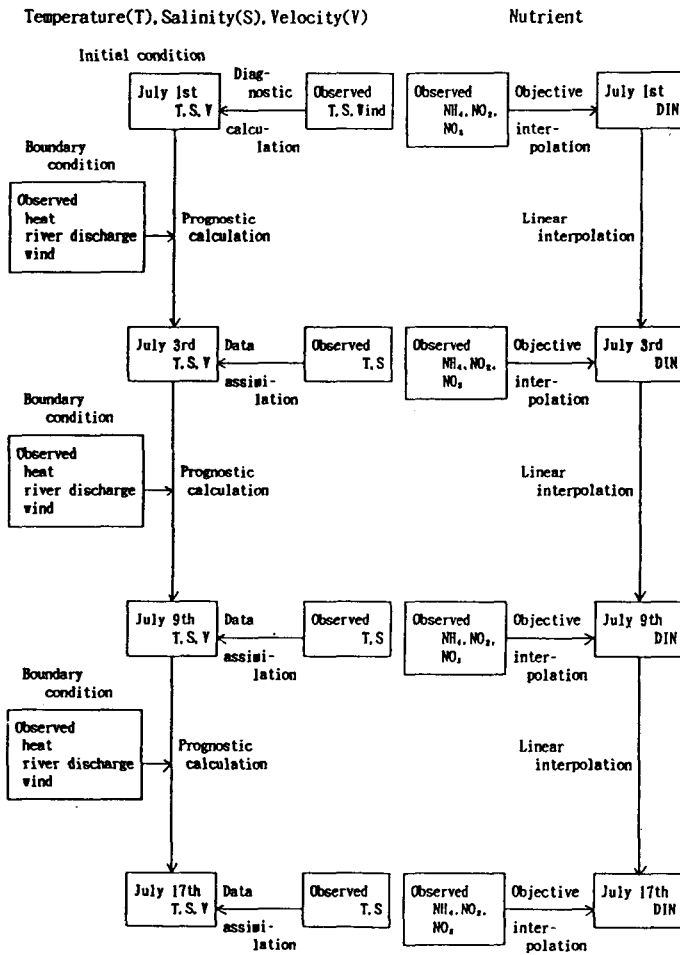 Temperature(T), Salinity(S), Velocity(V)
Nutrient
Initial condition
July 1st
T, S, V
Diag-
nostic
calcu-
lation
Observed
T, S, Wind
Observed
NH₄, NO₂,
NO₃
Objective
inter-
polation
July 1st
DIN
Boundary
condition
Observed
heat
river discharge
wind
Prognostic
calculation
Linear
interpolation
July 3rd
T, S, V
Data
assimi-
lation
Observed
T, S
Observed
NH₄, NO₂,
NO₃
Objective
inter-
polation
July 3rd
DIN
Boundary
condition
Observed
heat
river discharge
wind
Prognostic
calculation
Linear
interpolation
July 9th
T, S, V
Data
assimi-
lation
Observed
T, S
Observed
NH₄, NO₂,
NO₃
Objective
inter-
polation
July 9th
DIN
Boundary
condition
Observed
heat
river discharge
wind
Prognostic
calculation
Linear
interpolation
July 17th
T, S, V
Data
assimi-
lation
Observed
T, S
Observed
NH₄, NO₂,
NO₃
Objective
inter-
polation
July 17th
DIN